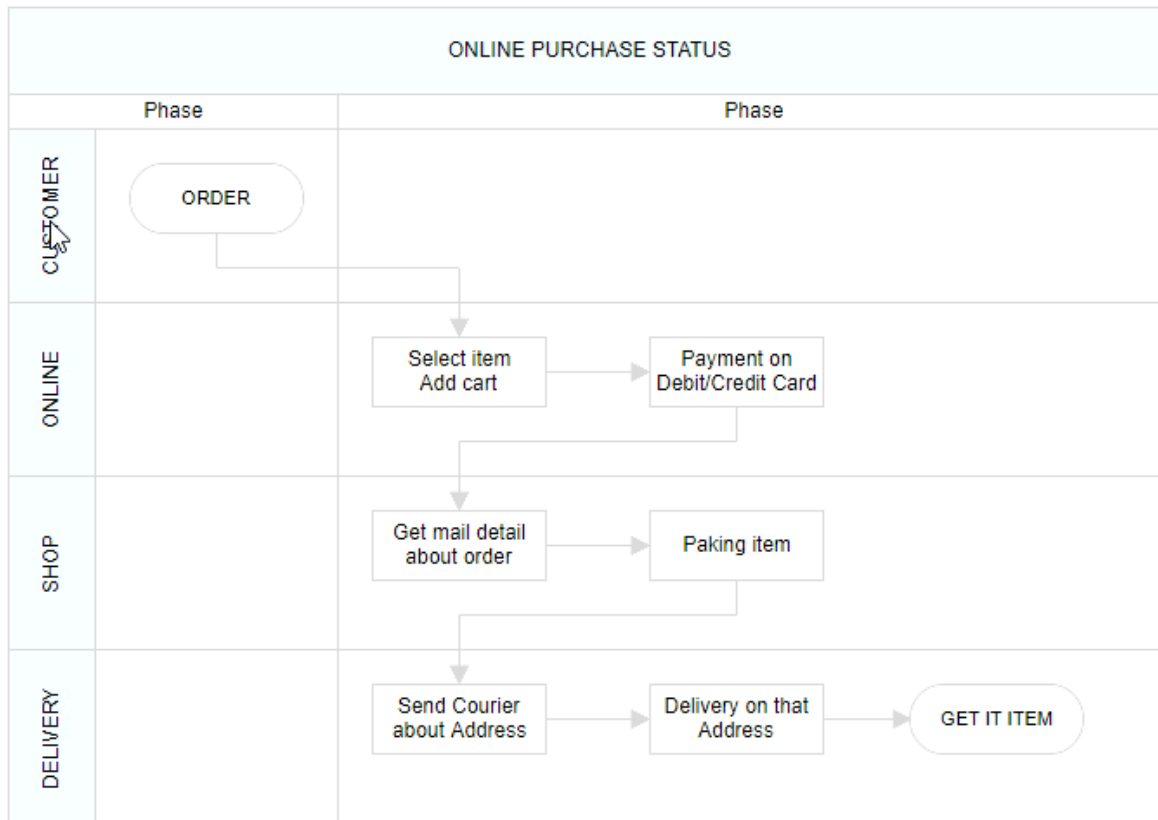 ONLINE PURCHASE STATUS
Phase
Phase
CUSTOMER
ORDER
ONLINE
Select item
Add cart
Payment on
Debit/Credit Card
SHOP
Get mail detail
about order
Paking item
DELIVERY
Send Courier
about Address
Delivery on that
Address
GET IT ITEM